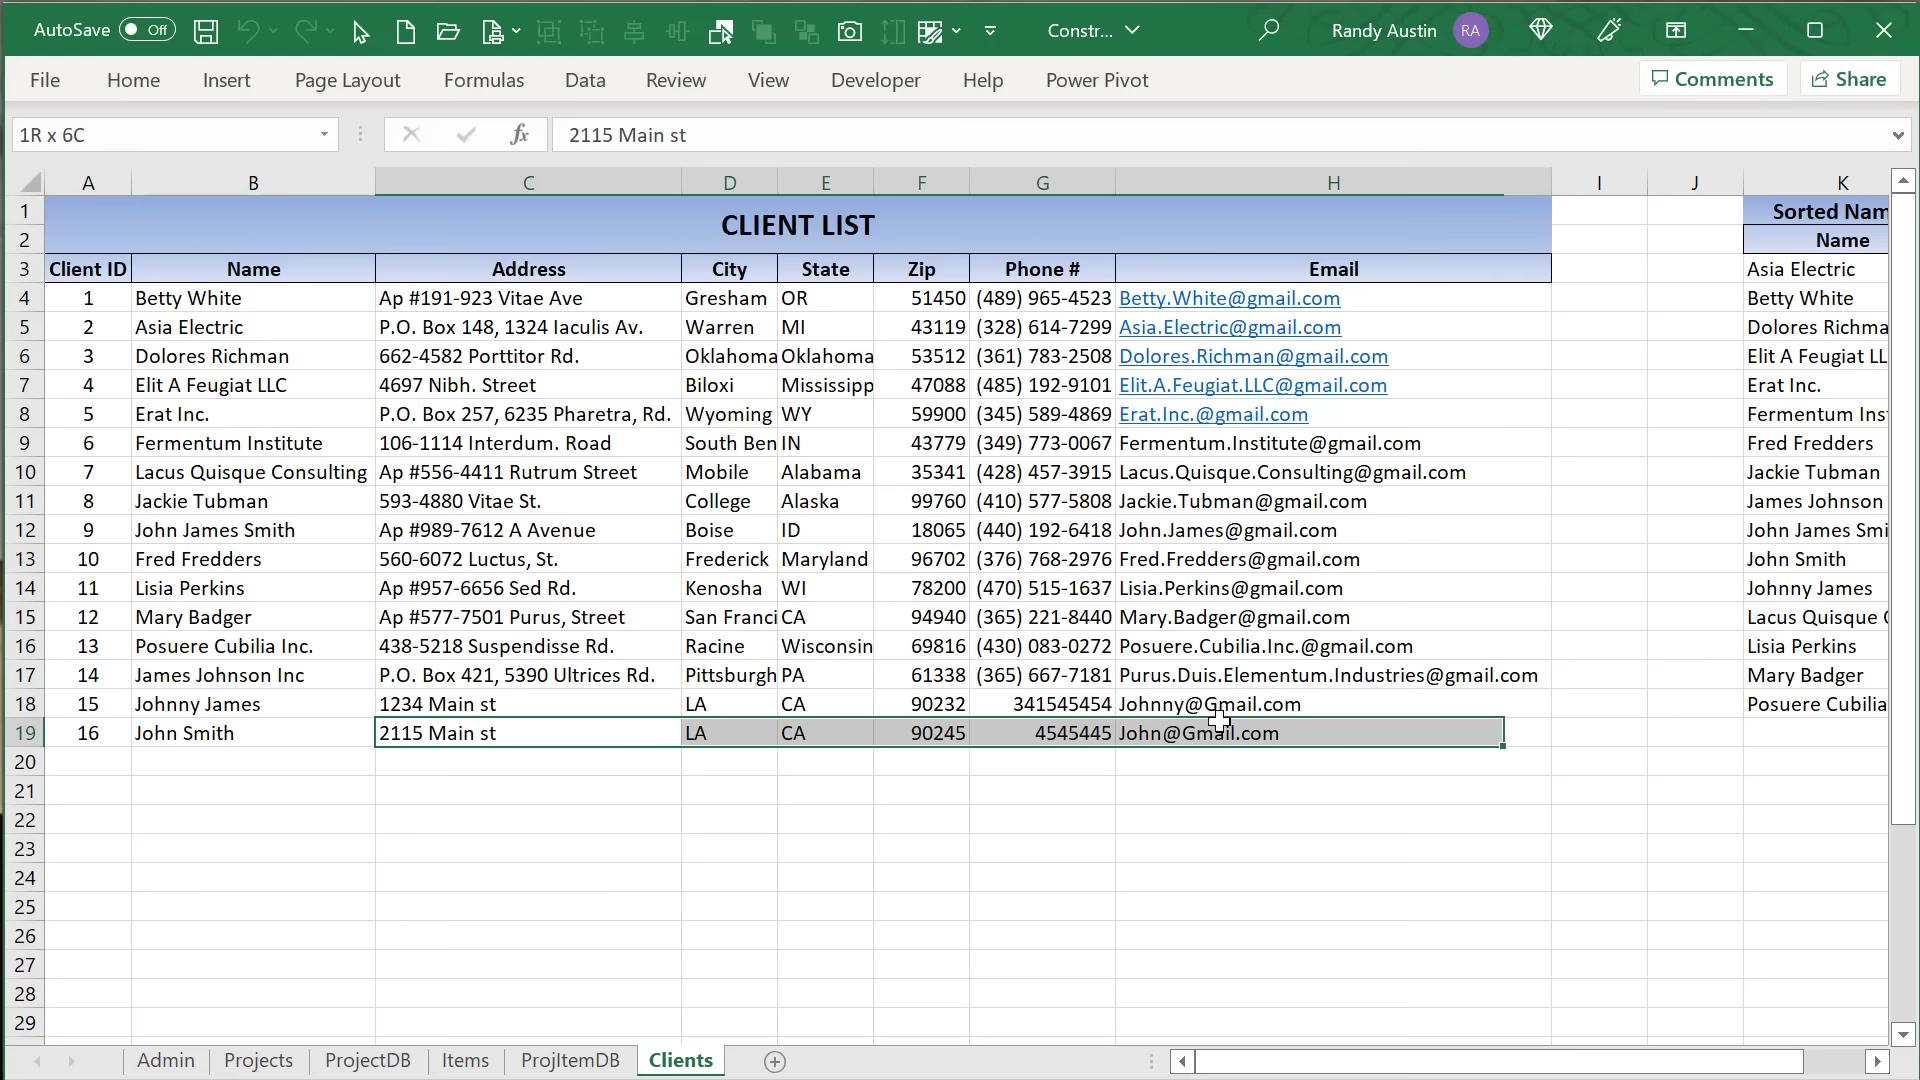 AutoSave Off Constr... Randy Austin RA
File Home Insert Page Layout Formulas Data Review View Developer Help Power Pivot Comments Share
1R x 6C fx 2115 Main st
A B C D E F G H I J K
1 CLIENT LIST Sorted Nam
2 Name
3 Client ID Name Address City State Zip Phone # Email Asia Electric
4 1 Betty White Ap #191-923 Vitae Ave Gresham OR 51450 (489) 965-4523 Betty.White@gmail.com Betty White
5 2 Asia Electric P.O. Box 148, 1324 Iaculis Av. Warren MI 43119 (328) 614-7299 Asia.Electric@gmail.com Dolores Richma
6 3 Dolores Richman 662-4582 Porttitor Rd. Oklahoma Oklahoma 53512 (361) 783-2508 Dolores.Richman@gmail.com Elit A Feugiat LL
7 4 Elit A Feugiat LLC 4697 Nibh. Street Biloxi Mississipp 47088 (485) 192-9101 Elit.A.Feugiat.LLC@gmail.com Erat Inc.
8 5 Erat Inc. P.O. Box 257, 6235 Pharetra, Rd. Wyoming WY 59900 (345) 589-4869 Erat.Inc.@gmail.com Fermentum Inst
9 6 Fermentum Institute 106-1114 Interdum. Road South Ben IN 43779 (349) 773-0067 Fermentum.Institute@gmail.com Fred Fredders
10 7 Lacus Quisque Consulting Ap #556-4411 Rutrum Street Mobile Alabama 35341 (428) 457-3915 Lacus.Quisque.Consulting@gmail.com Jackie Tubman
11 8 Jackie Tubman 593-4880 Vitae St. College Alaska 99760 (410) 577-5808 Jackie.Tubman@gmail.com James Johnson
12 9 John James Smith Ap #989-7612 A Avenue Boise ID 18065 (440) 192-6418 John.James@gmail.com John James Smi
13 10 Fred Fredders 560-6072 Luctus, St. Frederick Maryland 96702 (376) 768-2976 Fred.Fredders@gmail.com John Smith
14 11 Lisia Perkins Ap #957-6656 Sed Rd. Kenosha WI 78200 (470) 515-1637 Lisia.Perkins@gmail.com Johnny James
15 12 Mary Badger Ap #577-7501 Purus, Street San Franci CA 94940 (365) 221-8440 Mary.Badger@gmail.com Lacus Quisque
16 13 Posuere Cubilia Inc. 438-5218 Suspendisse Rd. Racine Wisconsin 69816 (430) 083-0272 Posuere.Cubilia.Inc.@gmail.com Lisia Perkins
17 14 James Johnson Inc P.O. Box 421, 5390 Ultrices Rd. Pittsburgh PA 61338 (365) 667-7181 Purus.Duis.Elementum.Industries@gmail.com Mary Badger
18 15 Johnny James 1234 Main st LA CA 90232 341545454 Johnny@Gmail.com Posuere Cubilia
19 16 John Smith 2115 Main st LA CA 90245 4545445 John@Gmail.com
20
21
22
23
24
25
26
27
28
29
Admin Projects ProjectDB Items ProjItemDB Clients